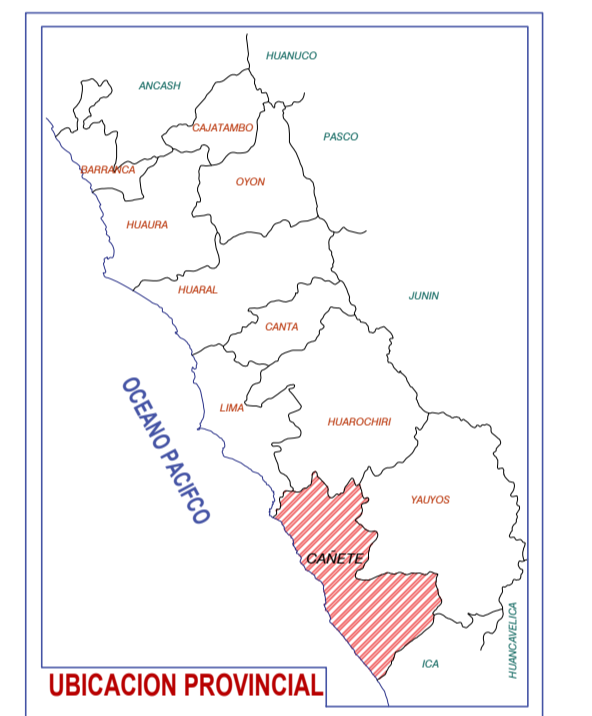 HUANUCO
ANCASH
CAJATAMBO
PASCO
BARRANCA
OYON
HUAURA
HUARAL
JUNIN
CANTA
OCEANO PACIFCO
LIMA
HUAROCHIRI
YAUYOS
CAÑETE
HUANCAVELICA
ICA
UBICACION PROVINCIAL